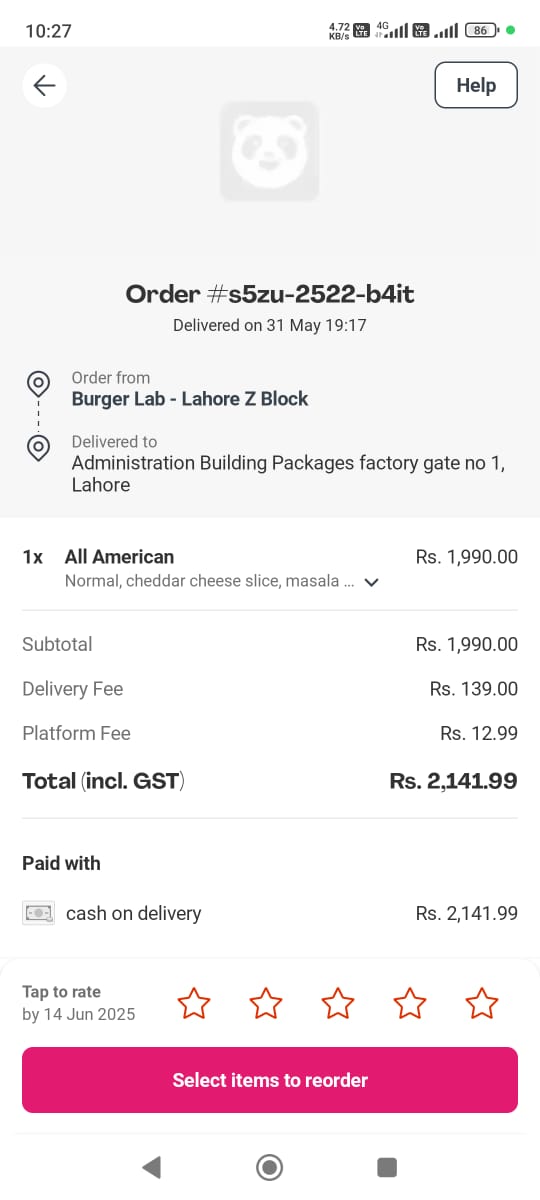 10:27
4.72 KB/s Vo LTE 4G Vo LTE 86
Help
Order #s5zu-2522-b4it
Delivered on 31 May 19:17
Order from
Burger Lab - Lahore Z Block
Delivered to
Administration Building Packages factory gate no 1,
Lahore
1x All American Rs. 1,990.00
Normal, cheddar cheese slice, masala ...
Subtotal Rs. 1,990.00
Delivery Fee Rs. 139.00
Platform Fee Rs. 12.99
Total (incl. GST) Rs. 2,141.99
Paid with
cash on delivery Rs. 2,141.99
Tap to rate
by 14 Jun 2025
Select items to reorder